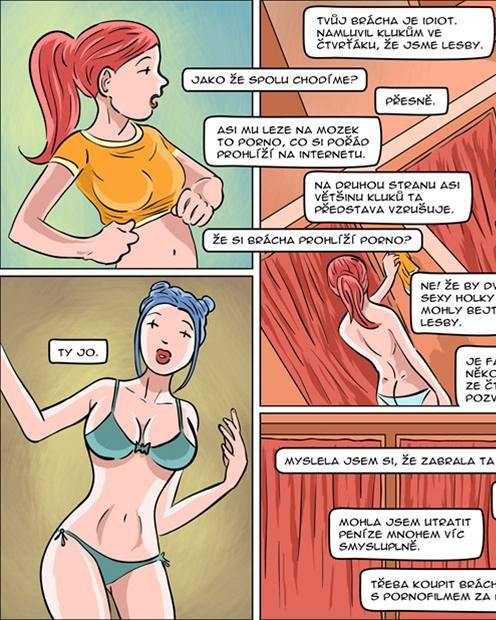 TVŮJ BRÁCHA JE IDIOT.
NAMLUVIL KLUKŮM VE
ČTVRŤÁKU, ŽE JSME LESBY.
JAKO ŽE SPOLU CHODÍME?
PŘESNĚ.
ASI MU LEZE NA MOZEK
TO PORNO, CO SI POŘÁD
PROHLÍŽÍ NA INTERNETU.
NA DRUHOU STRANU ASI
VĚTŠINU KLUKŮ TA
PŘEDSTAVA VZRUŠUJE.
ŽE SI BRÁCHA PROHLÍŽÍ PORNO?
NE! ŽE BY
SEXY HOLKY
MOHLY BEJT
LESBY.
TY JO.
JE
ZE
MYSLELA JSEM SI, ŽE ZABRALA TA
MOHLA JSEM UTRATIT
PENÍZE MNOHEM VÍC
SMYSLUPLNĚ.
TŘEBA KOUPIT
S PORNOFILMEM ZA